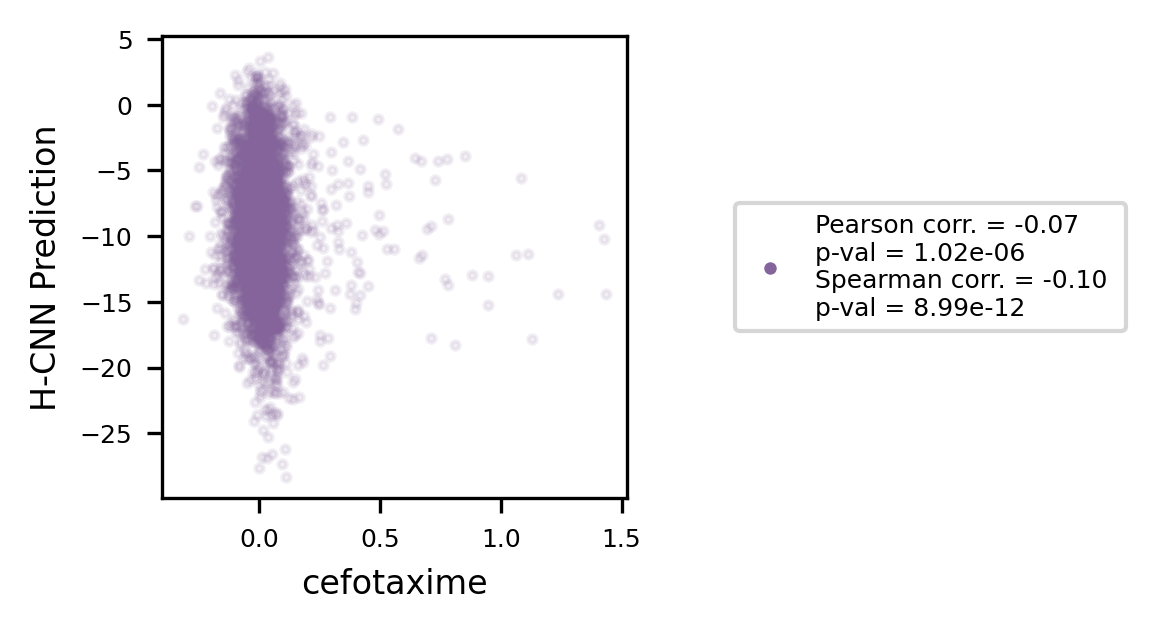 5
0
−5
−10
−15
−20
−25
H-CNN Prediction
0.0 0.5 1.0 1.5
cefotaxime
Pearson corr. = -0.07
p-val = 1.02e-06
Spearman corr. = -0.10
p-val = 8.99e-12